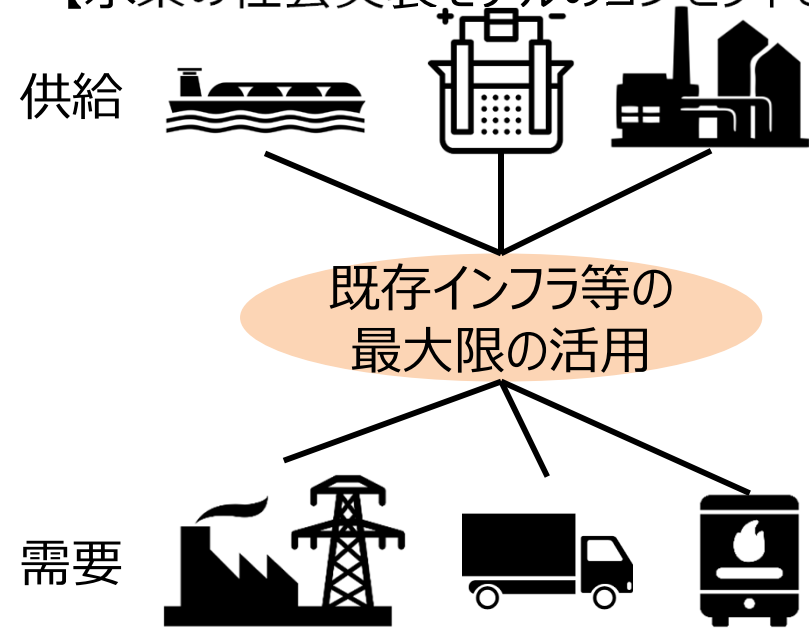 供給
既存インフラ等の
最大限の活用
需要